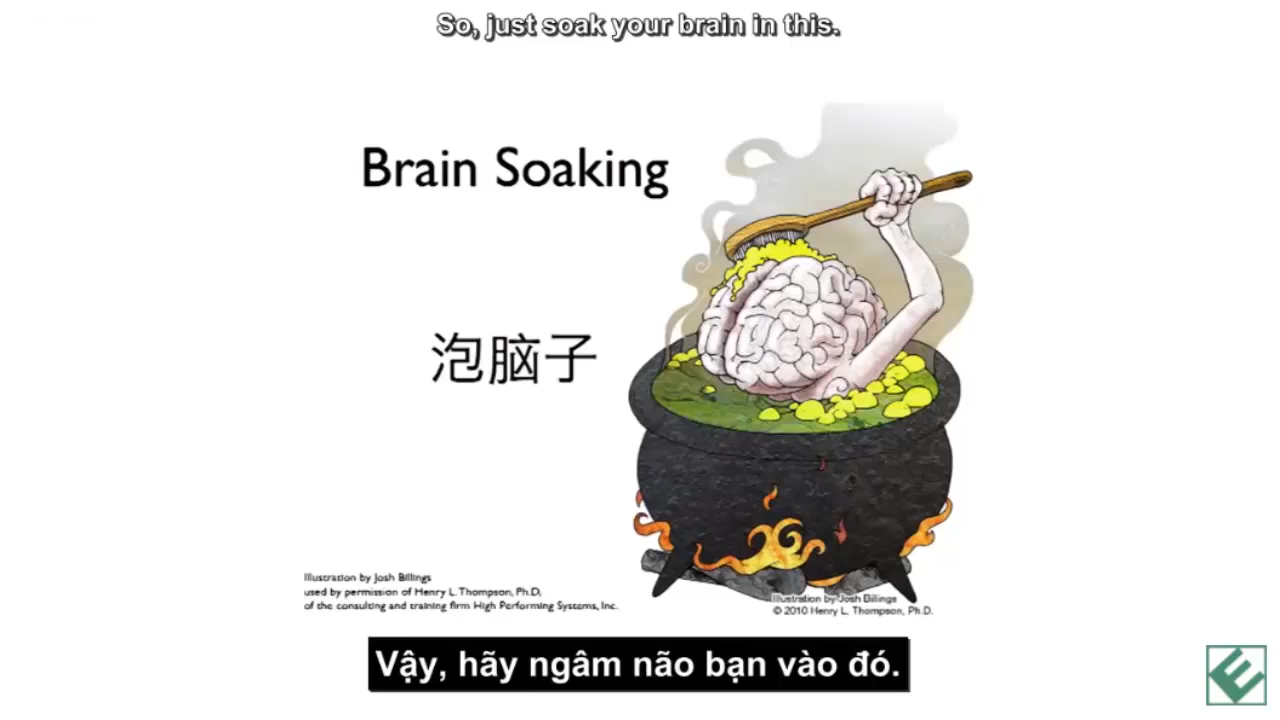 So, just soak your brain in this.
Brain Soaking
泡脑子
Illustration by Josh Billings
used by permission of Henry L. Thompson, Ph.D,
of the consulting and training firm High Performing Systems, Inc.
Illustration by Josh Billings
© 2010 Henry L. Thompson, Ph.D.
Vậy, hãy ngâm não bạn vào đó.
E